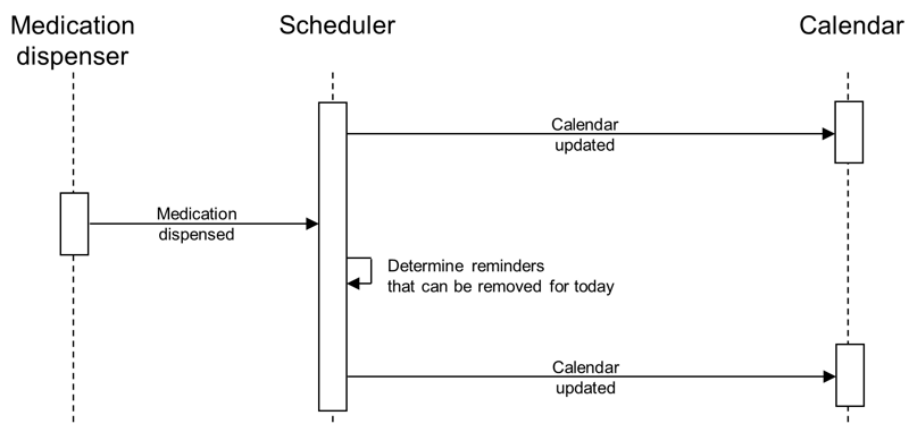 Medication
dispenser
Scheduler
Calendar
Calendar
updated
Medication
dispensed
Determine reminders
that can be removed for today
Calendar
updated